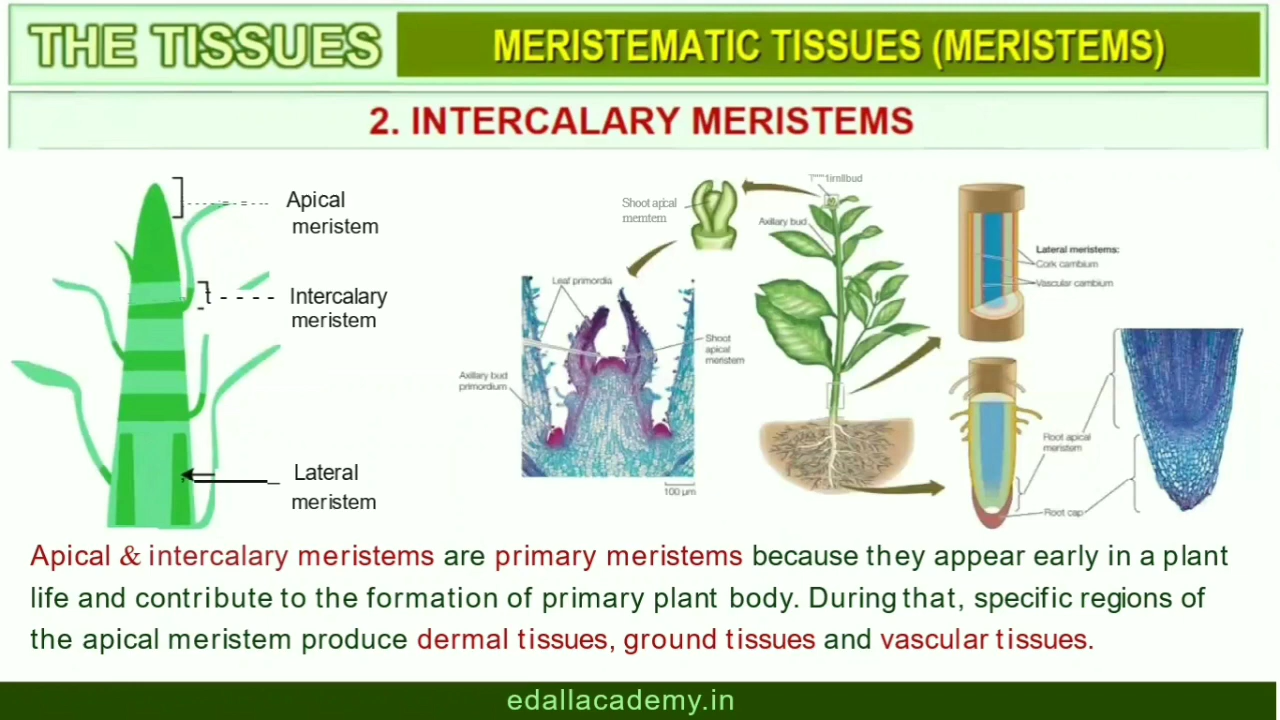 THE TISSUES
MERISTEMATIC TISSUES (MERISTEMS)
2. INTERCALARY MERISTEMS
Apical
meristem
Intercalary
meristem
Lateral
meristem
Shoot
Axillary bud
Leaf primordia
Shoot
apical
meristem
Axillary bud
primordium
100 µm
Lateral meristems:
Cork cambium
Vascular cambium
Root apical
meristem
Root cap
Apical & intercalary meristems are primary meristems because they appear early in a plant
life and contribute to the formation of primary plant body. During that, specific regions of
the apical meristem produce dermal tissues, ground tissues and vascular tissues.
edallacademy.in